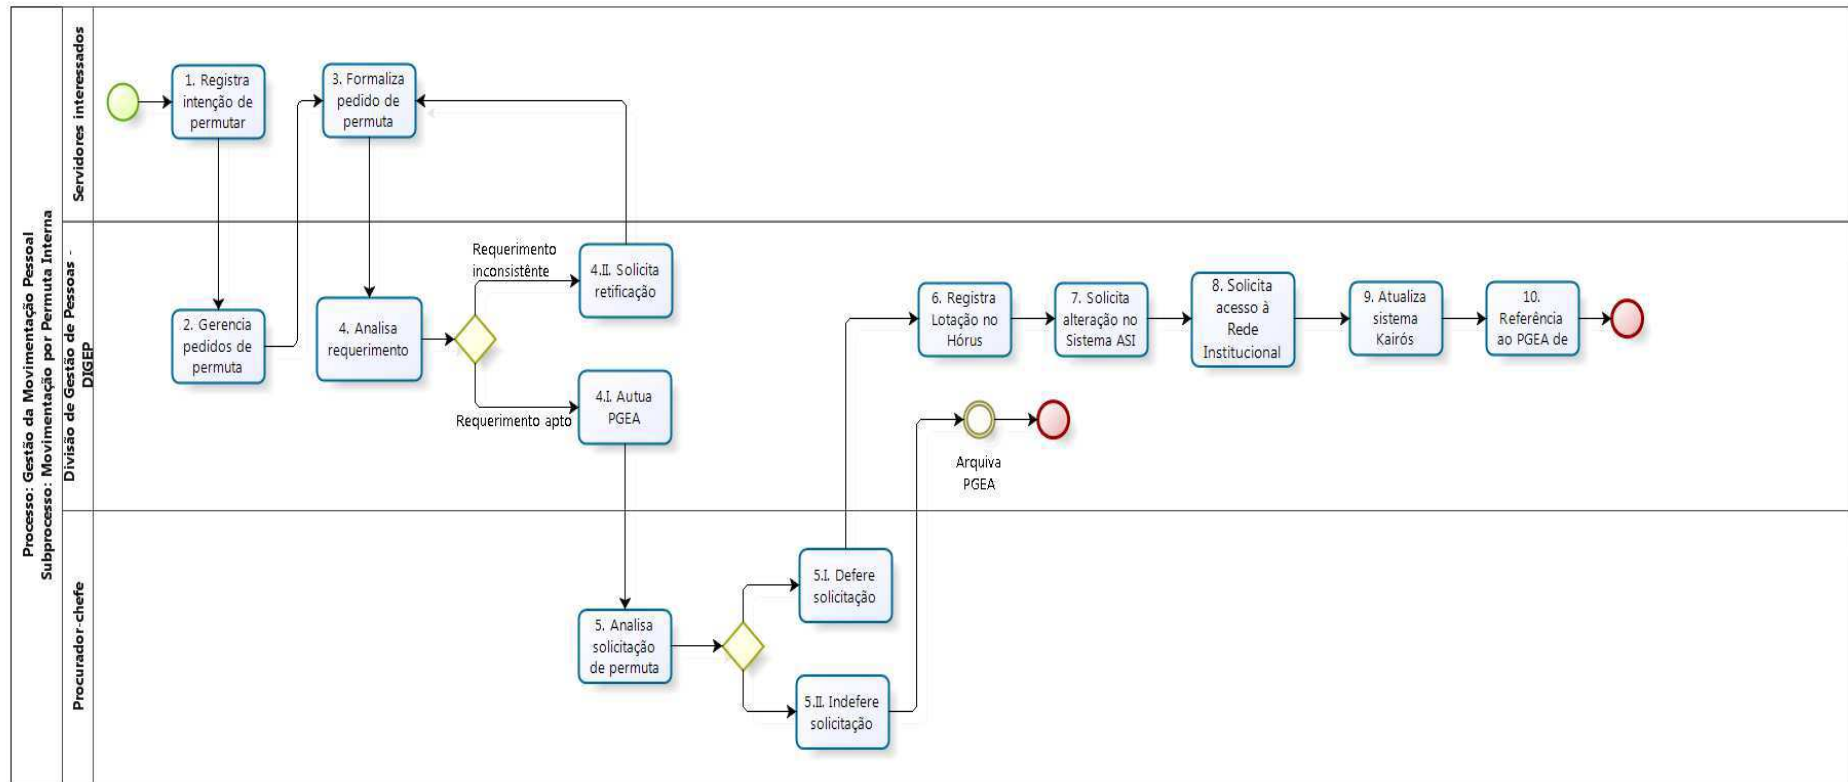 Processo: Gestão da Movimentação Pessoal
Subprocesso: Movimentação por Permuta Interna
Servidores interessados
1. Registra
intenção de
permutar
3. Formaliza
pedido de
permuta
Divisão de Gestão de Pessoas -
DIGEP
2. Gerencia
pedidos de
permuta
4. Analisa
requerimento
Requerimento
inconsistênte
4.II. Solicita
retificação
Requerimento apto
4.I. Autua
PGEA
6. Registra
Lotação no
Hórus
7. Solicita
alteração no
Sistema ASI
8. Solicita
acesso à
Rede
Institucional
9. Atualiza
sistema
Kairós
10.
Referência
ao PGEA de
Arquiva
PGEA
Procurador-chefe
5. Analisa
solicitação
de permuta
5.I. Defere
solicitação
5.II. Indefere
solicitação